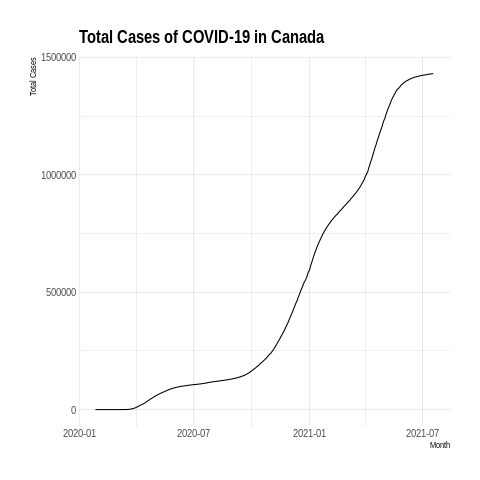 Total Cases of COVID-19 in Canada
Total Cases
1500000
1000000
500000
0
2020-01 2020-07 2021-01 2021-07
Month